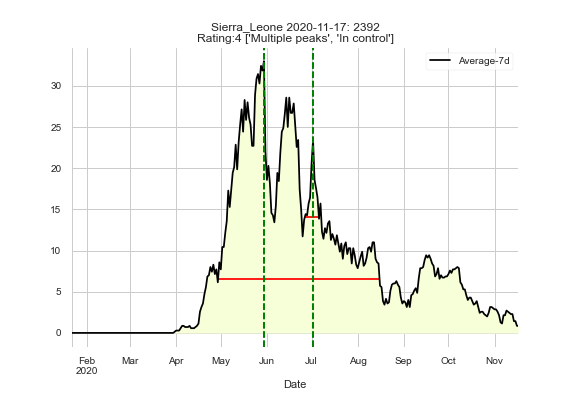 Sierra_Leone 2020-11-17: 2392
Rating:4 ['Multiple peaks', 'In control']
Average-7d
30
25
20
15
10
5
0
Feb Mar Apr May Jun Jul Aug Sep Oct Nov
2020
Date